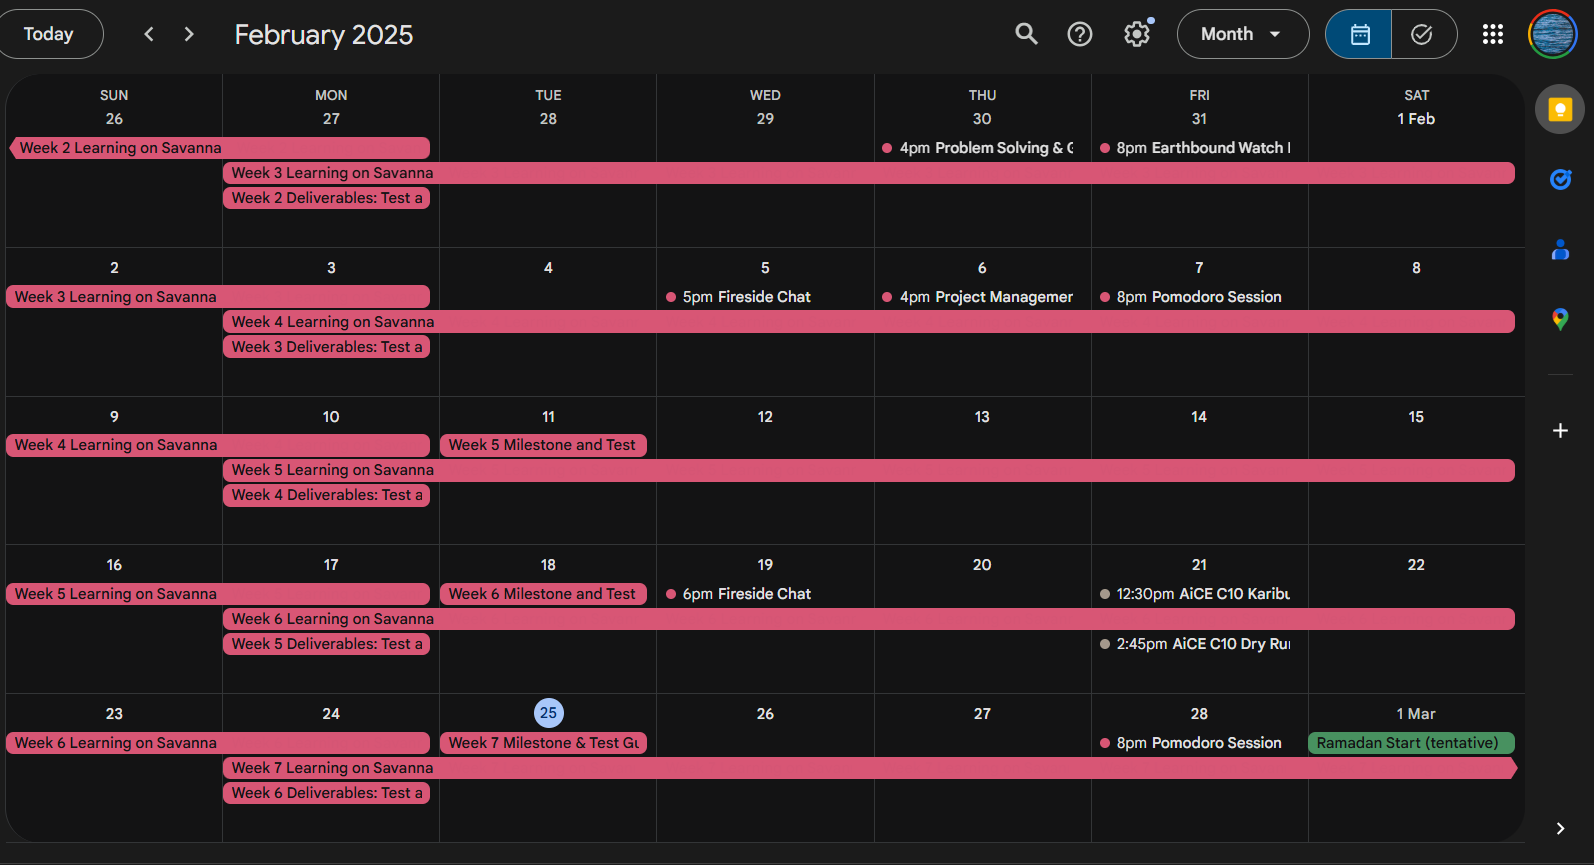 Today
February 2025
Month
SUN MON TUE WED THU FRI SAT
26 27 28 29 30 31 1 Feb
Week 2 Learning on Savanna
4pm Problem Solving &
8pm Earthbound Watch
Week 3 Learning on Savanna
Week 2 Deliverables: Test a
2 3 4 5 6 7 8
Week 3 Learning on Savanna
5pm Fireside Chat
4pm Project Managemer
8pm Pomodoro Session
Week 4 Learning on Savanna
Week 3 Deliverables: Test a
9 10 11 12 13 14 15
Week 4 Learning on Savanna
Week 5 Milestone and Test
Week 5 Learning on Savanna
Week 4 Deliverables: Test a
16 17 18 19 20 21 22
Week 5 Learning on Savanna
Week 6 Milestone and Test
6pm Fireside Chat
12:30pm AiCE C10 Karibu
Week 6 Learning on Savanna
Week 5 Deliverables: Test a
2:45pm AiCE C10 Dry Ru
23 24 25 26 27 28 1 Mar
Week 6 Learning on Savanna
Week 7 Milestone & Test Gu
8pm Pomodoro Session
Ramadan Start (tentative)
Week 7 Learning on Savanna
Week 6 Deliverables: Test a